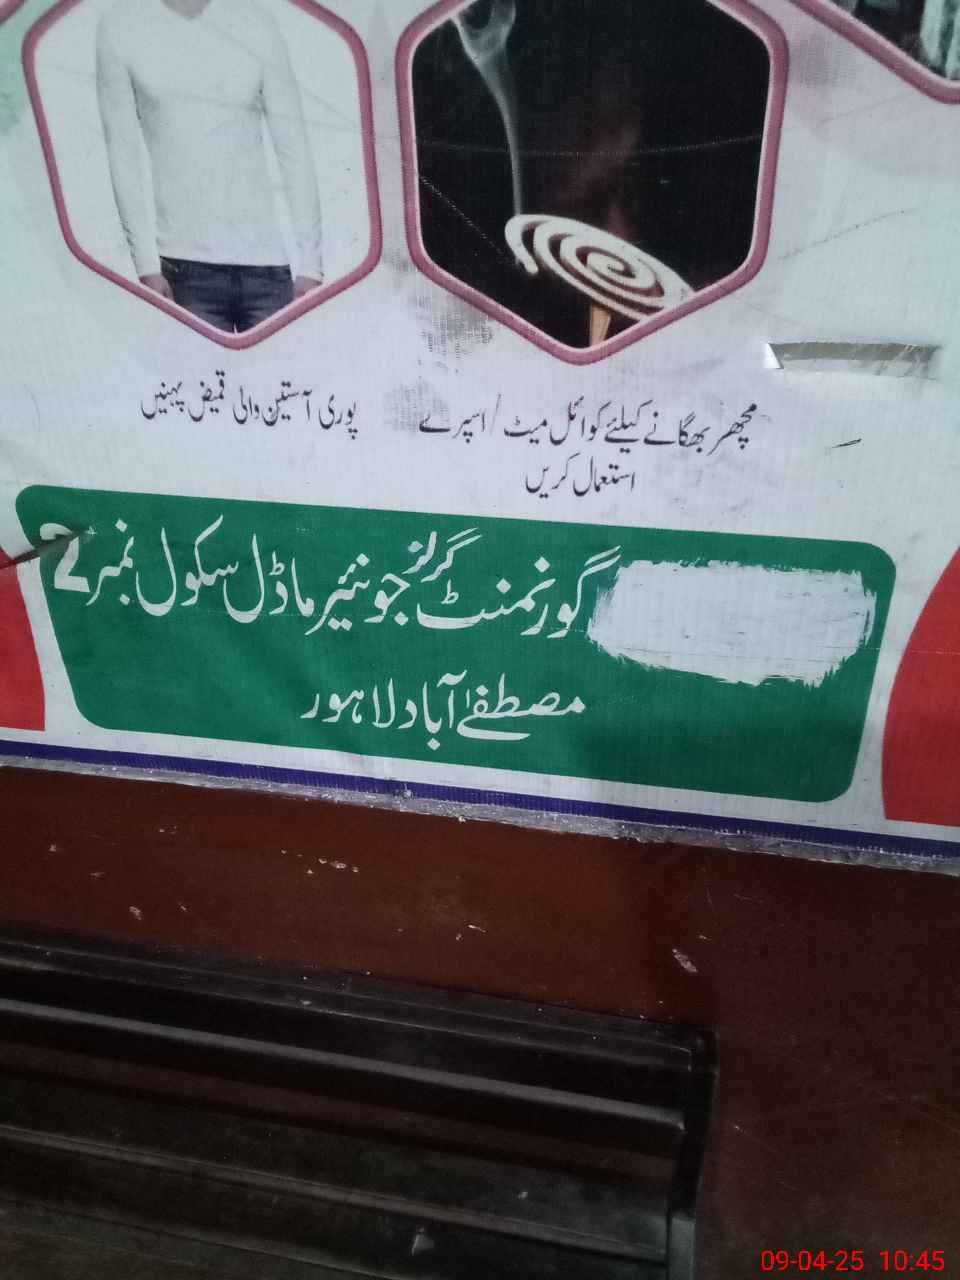 مچھر بھگانے کیلئے کوائل میٹ / اسپرے
استعمال کریں
پوری آستین والی قمیض پہنیں
گورنمنٹ گرلز جونئیر ماڈل سکول نمبر 2
مصطفےٰ آباد لاہور
09-04-25 10:45